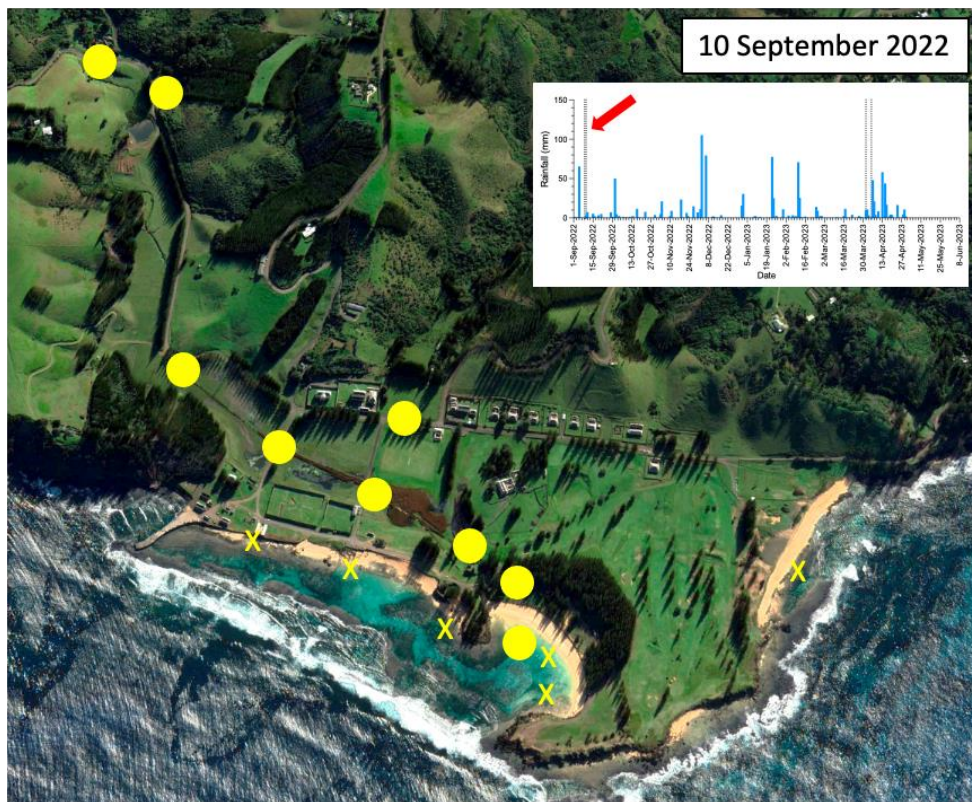 10 September 2022
150
100
50
0
Rainfall (mm)
1-Sep-2022
15-Sep-2022
29-Sep-2022
13-Oct-2022
27-Oct-2022
10-Nov-2022
24-Nov-2022
8-Dec-2022
22-Dec-2022
5-Jan-2023
19-Jan-2023
2-Feb-2023
16-Feb-2023
2-Mar-2023
16-Mar-2023
30-Mar-2023
13-Apr-2023
27-Apr-2023
11-May-2023
25-May-2023
8-Jun-2023
Date
X
X
X
X
X
X